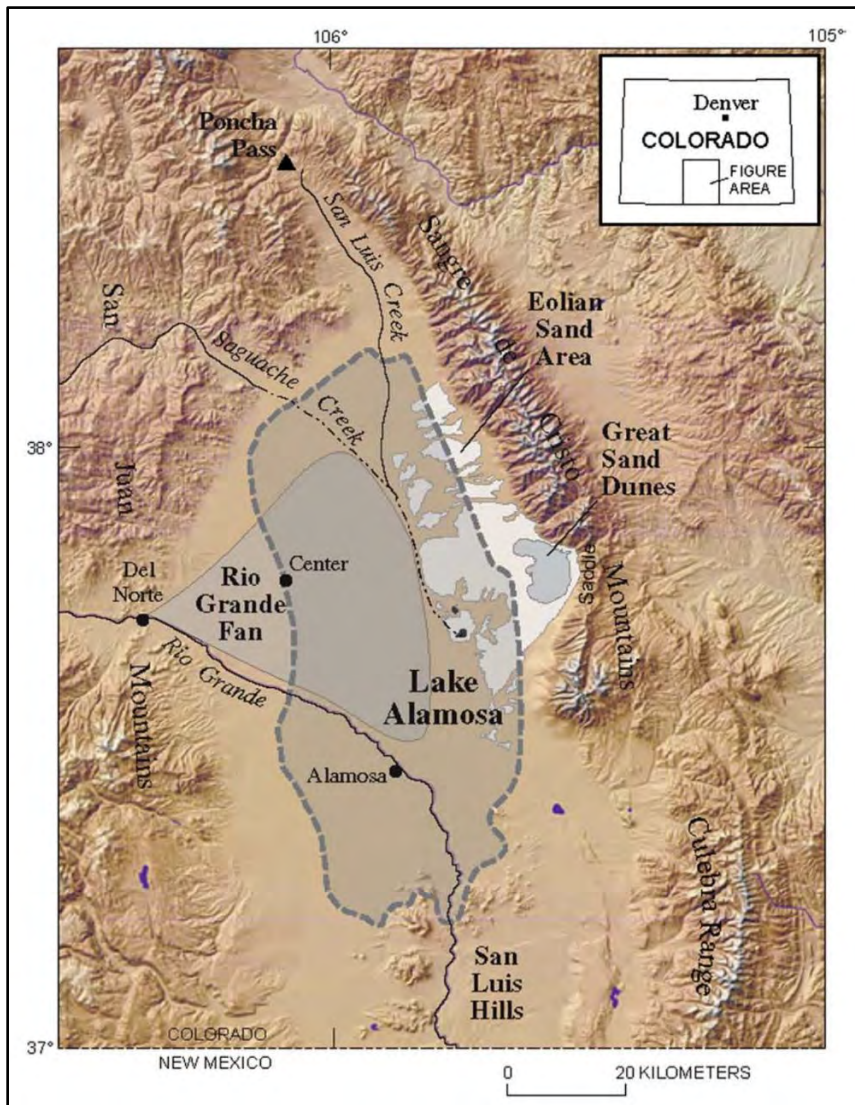 106°
105°
Poncha
Pass
Denver
COLORADO
FIGURE
AREA
San Luis Creek
Sangre
de
Cristo
Mountains
Eolian
Sand
Area
San
Juan
Mountains
Saguache
Creek
Great
Sand
Dunes
38°
Saddle
Center
Del
Norte
Rio
Grande
Fan
Rio Grande
Lake
Alamosa
Alamosa
Culebra Range
San
Luis
Hills
37°
COLORADO
NEW MEXICO
0
20 KILOMETERS